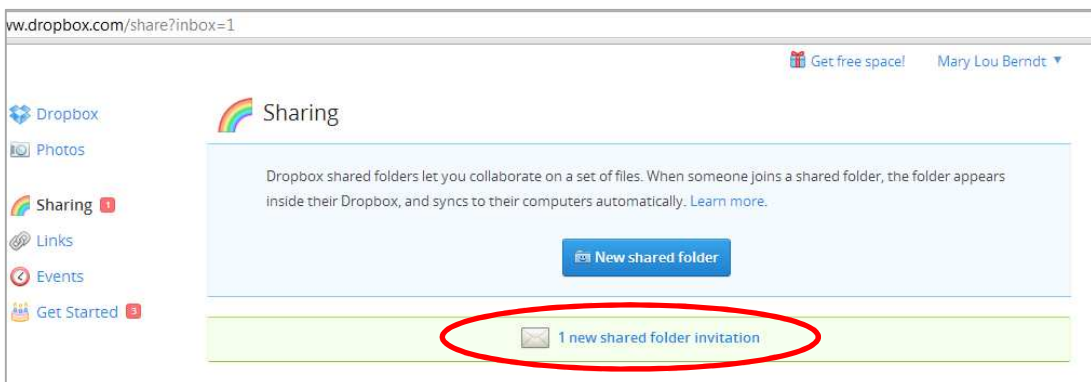 vw.dropbox.com/share?inbox=1
Get free space! Mary Lou Berndt ▼
Dropbox
Photos
Sharing 1
Links
Events
Get Started 3
Sharing
Dropbox shared folders let you collaborate on a set of files. When someone joins a shared folder, the folder appears
inside their Dropbox, and syncs to their computers automatically. Learn more.
New shared folder
1 new shared folder invitation